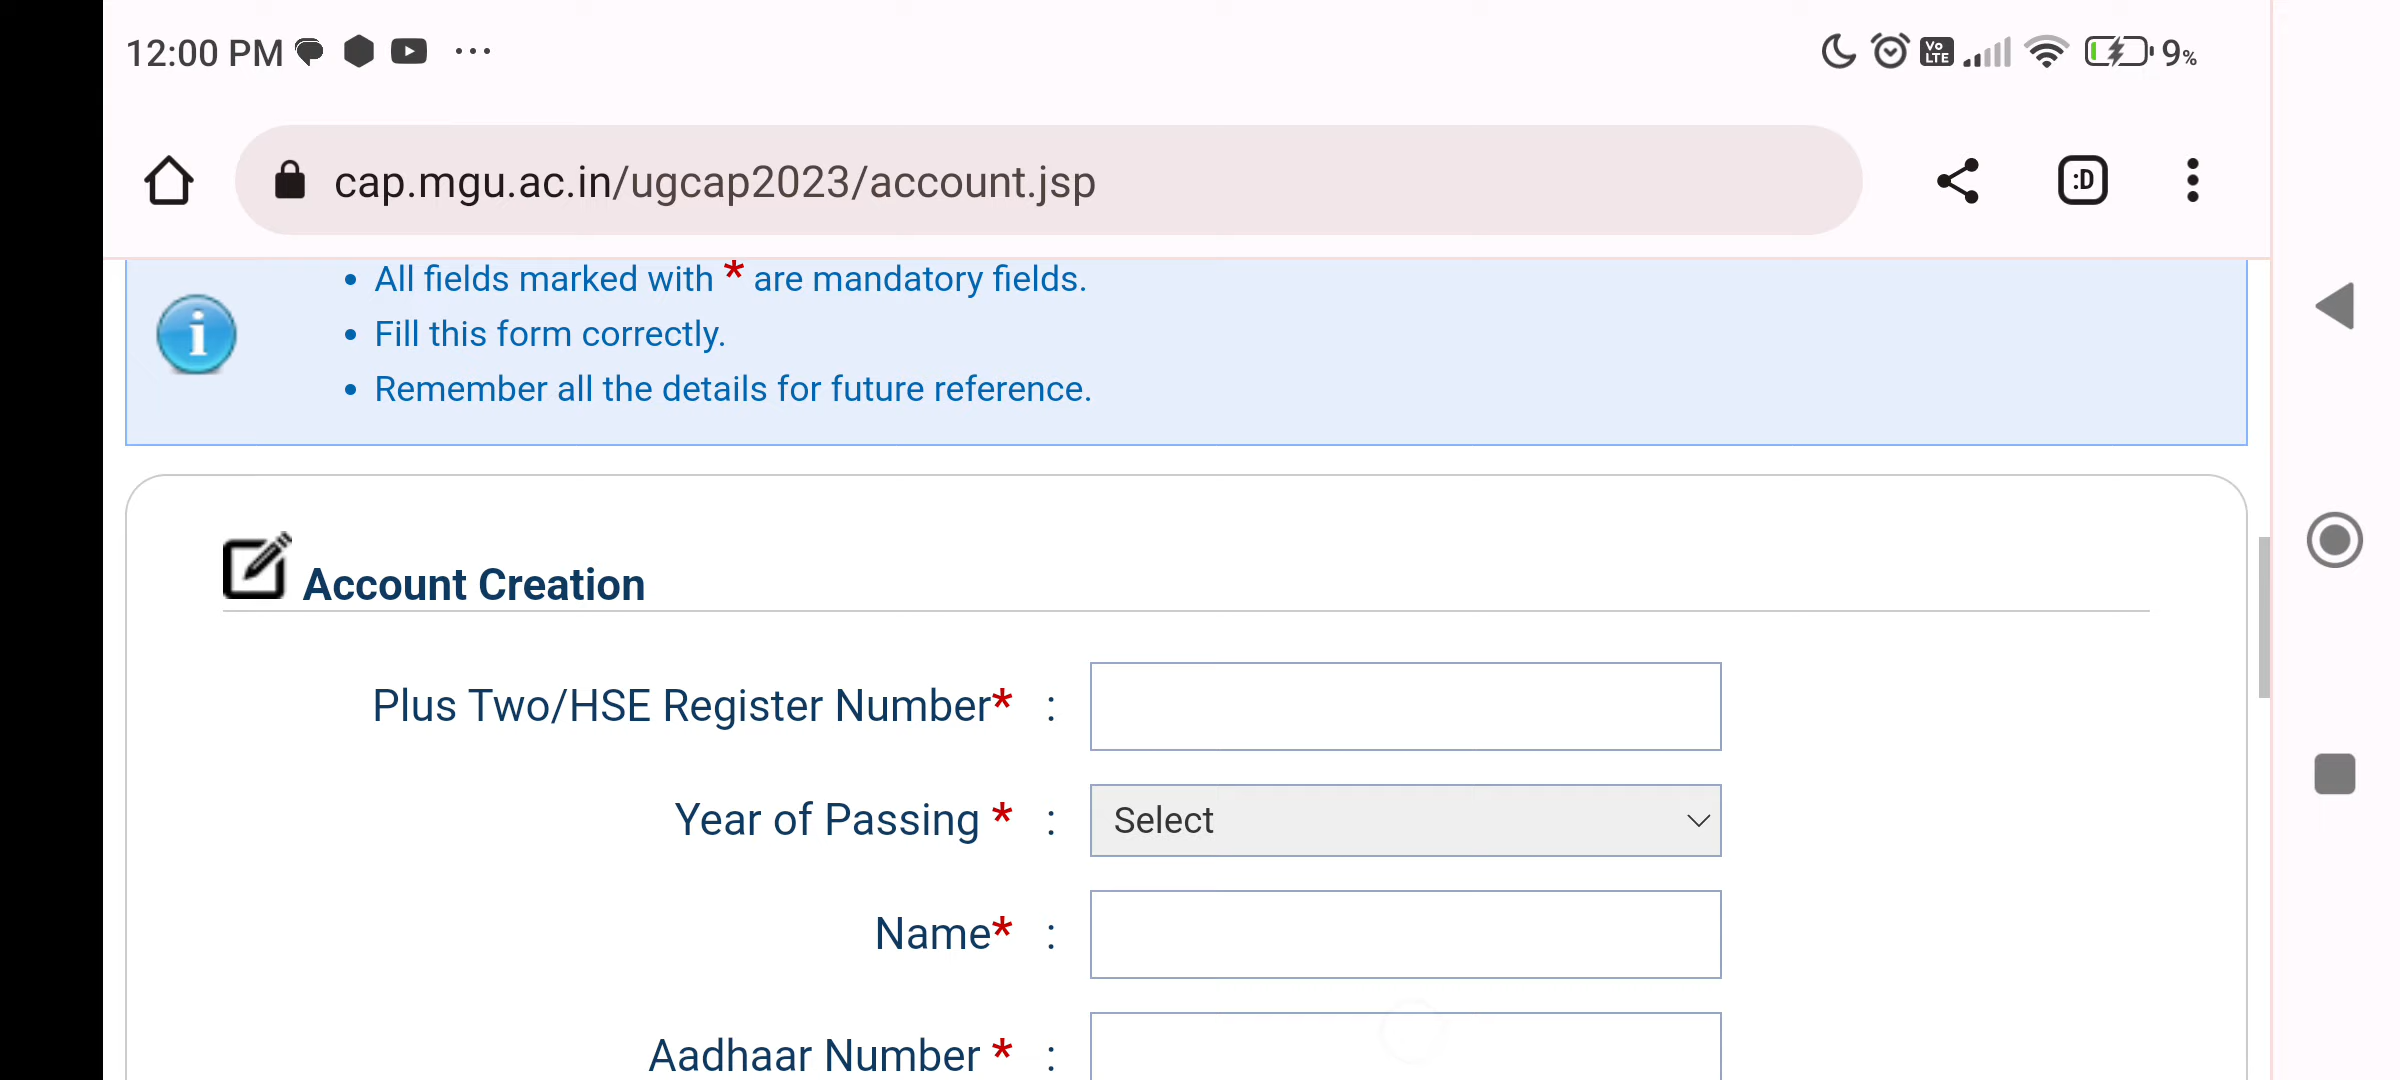 12:00 PM ... Vo LTE 9%
cap.mgu.ac.in/ugcap2023/account.jsp :D
• All fields marked with * are mandatory fields.
• Fill this form correctly.
• Remember all the details for future reference.
Account Creation
Plus Two/HSE Register Number* :
Year of Passing * : Select
Name* :
Aadhaar Number * :